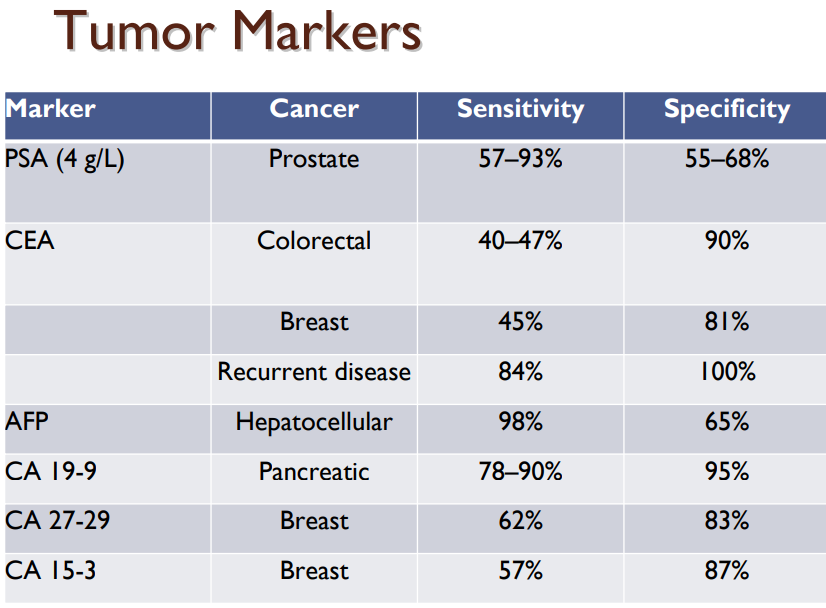 Tumor Markers
Marker Cancer Sensitivity Specificity
PSA (4 g/L) Prostate 57–93% 55–68%
CEA Colorectal 40–47% 90%
Breast 45% 81%
Recurrent disease 84% 100%
AFP Hepatocellular 98% 65%
CA 19-9 Pancreatic 78–90% 95%
CA 27-29 Breast 62% 83%
CA 15-3 Breast 57% 87%